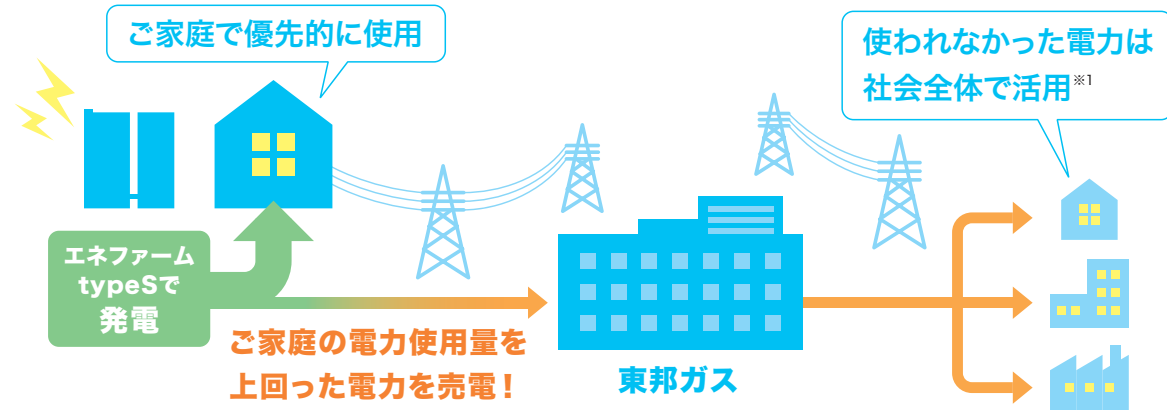 ご家庭で優先的に使用
使われなかった電力は
社会全体で活用※1
エネファーム
typeSで
発電
ご家庭の電力使用量を
上回った電力を売電！
東邦ガス